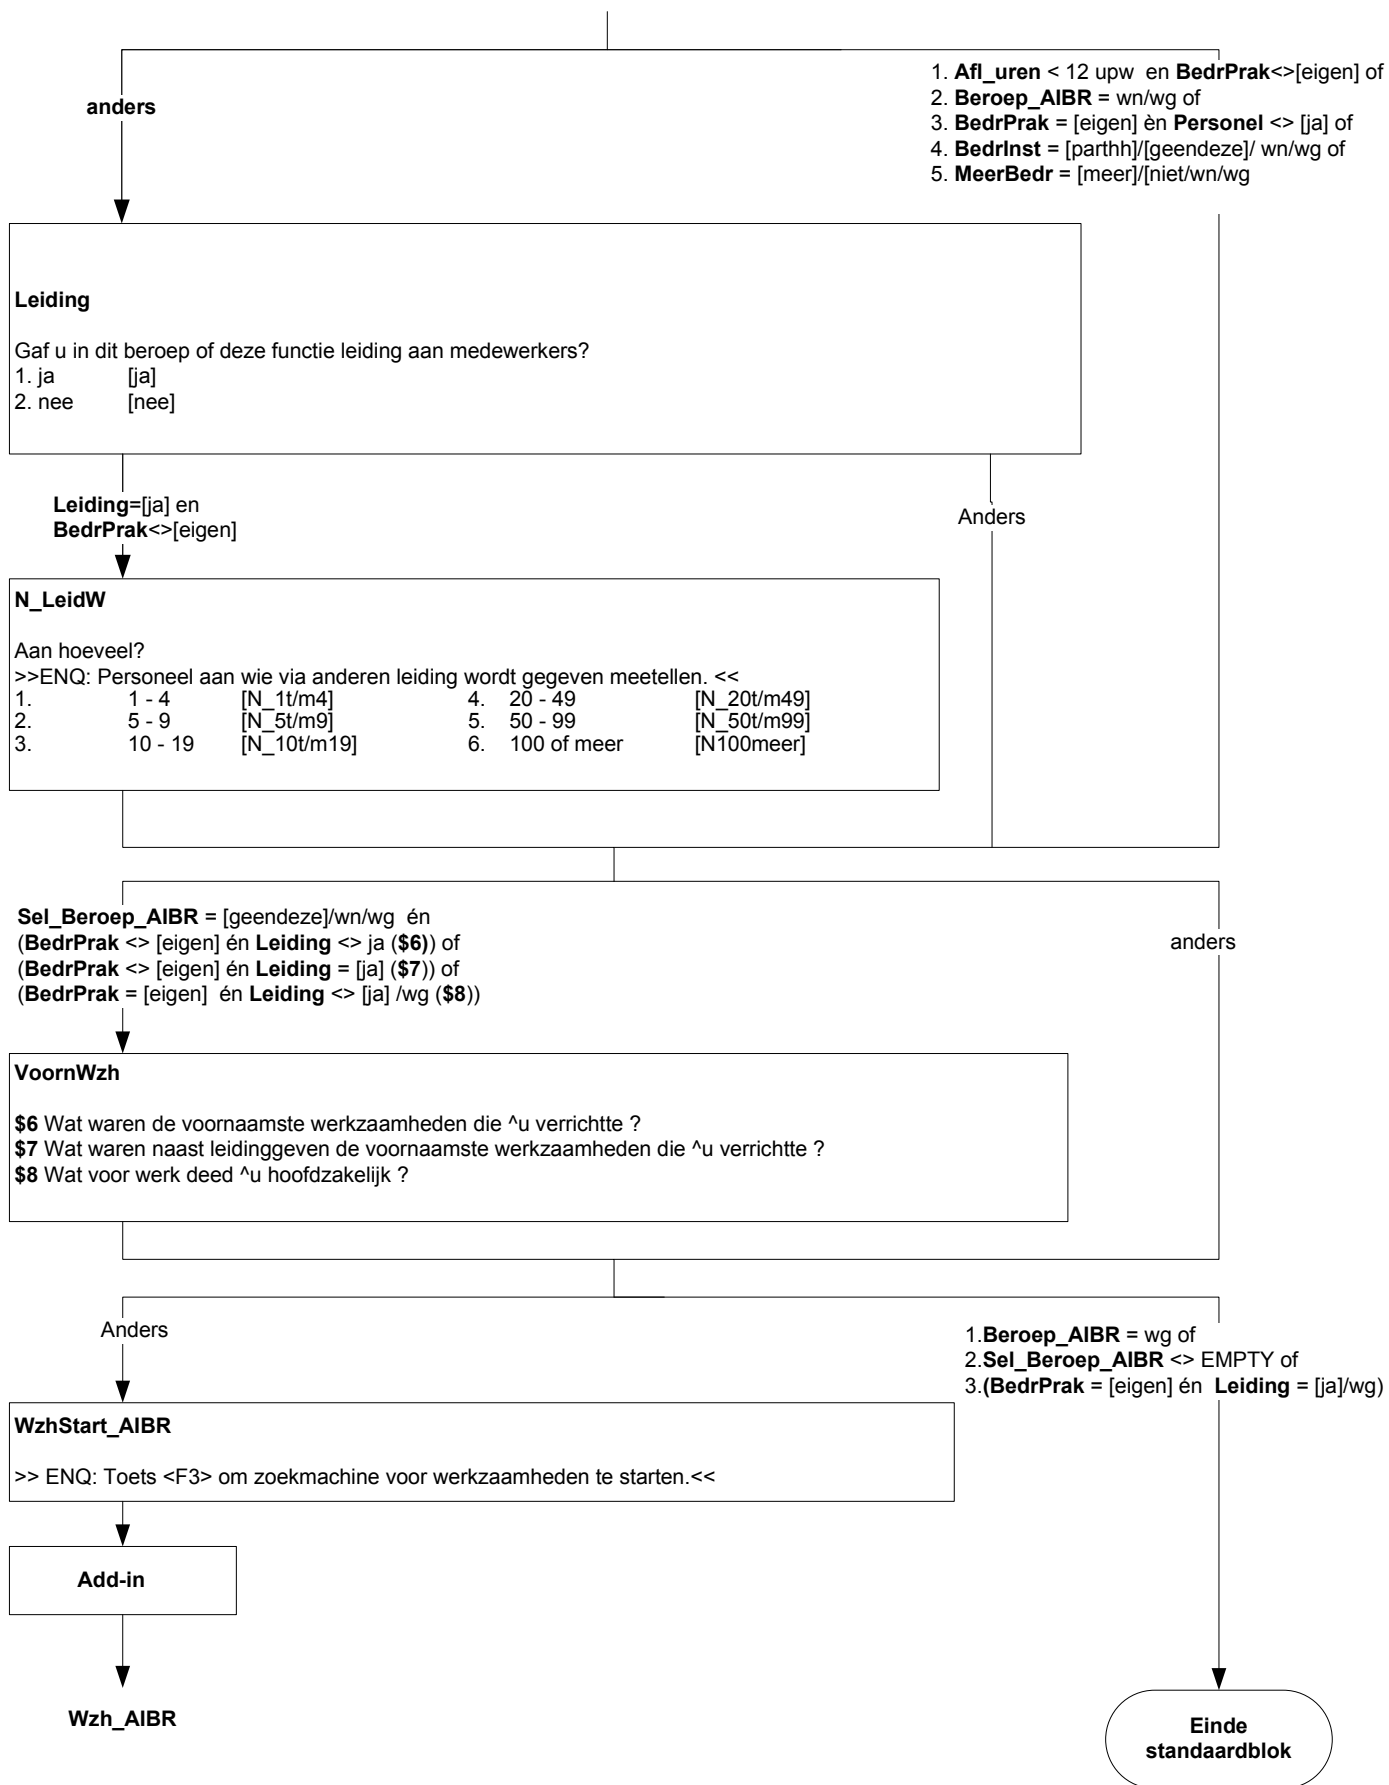 anders
1. Afl_uren < 12 upw en BedrPrak<>[eigen] of
2. Beroep_AIBR = wn/wg of
3. BedrPrak = [eigen] èn Personel <> [ja] of
4. BedrInst = [parthh]/[geendeze]/ wn/wg of
5. MeerBedr = [meer]/[niet/wn/wg
Leiding
Gaf u in dit beroep of deze functie leiding aan medewerkers?
1. ja [ja]
2. nee [nee]
Leiding=[ja] en
BedrPrak<>[eigen]
Anders
N_LeidW
Aan hoeveel?
>>ENQ: Personeel aan wie via anderen leiding wordt gegeven meetellen. <<
1. 1 - 4 [N_1t/m4] 4. 20 - 49 [N_20t/m49]
2. 5 - 9 [N_5t/m9] 5. 50 - 99 [N_50t/m99]
3. 10 - 19 [N_10t/m19] 6. 100 of meer [N100meer]
Sel_Beroep_AIBR = [geendeze]/wn/wg én
(BedrPrak <> [eigen] én Leiding <> ja ($6)) of
(BedrPrak <> [eigen] én Leiding = [ja] ($7)) of
(BedrPrak = [eigen] én Leiding <> [ja] /wg ($8))
anders
VoornWzh
$6 Wat waren de voornaamste werkzaamheden die ^u verrichtte ?
$7 Wat waren naast leidinggeven de voornaamste werkzaamheden die ^u verrichtte ?
$8 Wat voor werk deed ^u hoofdzakelijk ?
Anders
1.Beroep_AIBR = wg of
2.Sel_Beroep_AIBR <> EMPTY of
3.(BedrPrak = [eigen] én Leiding = [ja]/wg)
WzhStart_AIBR
>> ENQ: Toets <F3> om zoekmachine voor werkzaamheden te starten.<<
Add-in
Wzh_AIBR
Einde
standaardblok